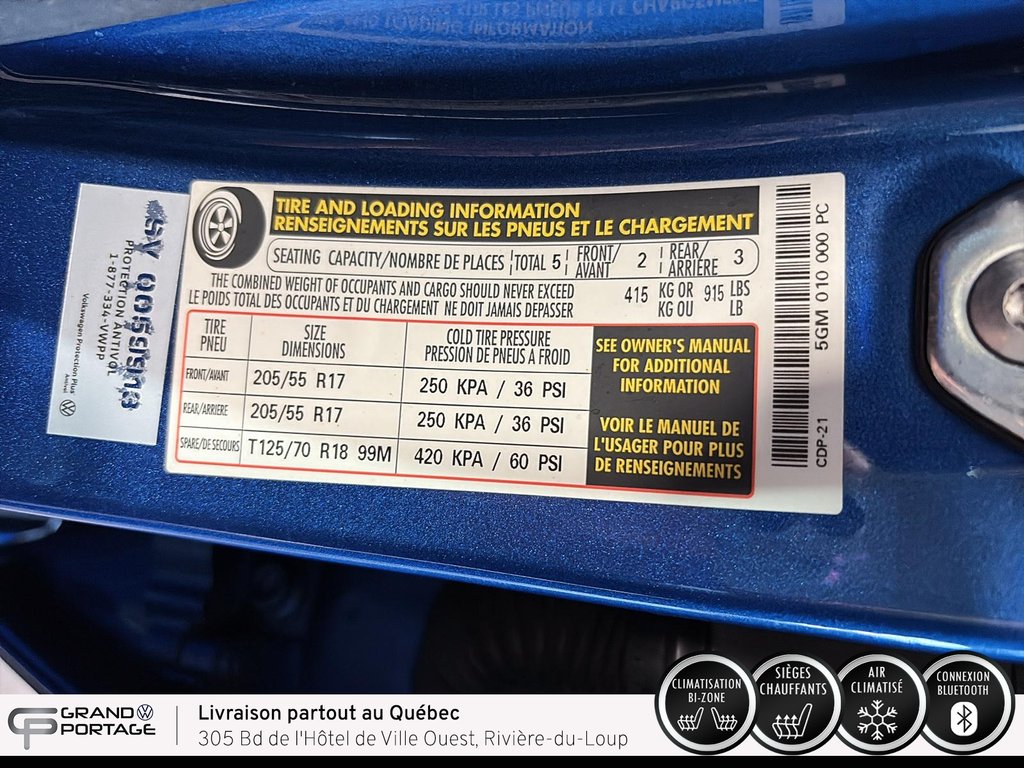 TIRE AND LOADING INFORMATION
RENSEIGNEMENTS SUR LES PNEUS ET LE CHARGEMENT
SEATING CAPACITY/NOMBRE DE PLACES TOTAL 5 FRONT/AVANT 2 REAR/ARRIÈRE 3
THE COMBINED WEIGHT OF OCCUPANTS AND CARGO SHOULD NEVER EXCEED 415 KG OR 915 LBS
LE POIDS TOTAL DES OCCUPANTS ET DU CHARGEMENT NE DOIT JAMAIS DEPASSER KG OU LB
TIRE PNEU SIZE DIMENSIONS COLD TIRE PRESSURE PRESSION DE PNEUS A FROID
FRONT/AVANT 205/55 R17 250 KPA / 36 PSI
REAR/ARRIERE 205/55 R17 250 KPA / 36 PSI
SPARE/DE SECOURS T125/70 R18 99M 420 KPA / 60 PSI
SEE OWNER'S MANUAL
FOR ADDITIONAL
INFORMATION
VOIR LE MANUEL DE
L'USAGER POUR PLUS
DE RENSEIGNEMENTS
5GM 010 000 PC
CDP-21
PROTECTION ANTIVOL
1-877-334-VWPP
Volkswagen Protection Plus
Antivol
LOADING INFORMATION
GRAND PORTAGE
Livraison partout au Québec
305 Bd de l'Hôtel de Ville Ouest, Rivière-du-Loup
CLIMATISATION
BI-ZONE
SIÈGES
CHAUFFANTS
AIR
CLIMATISÉ
CONNEXION
BLUETOOTH